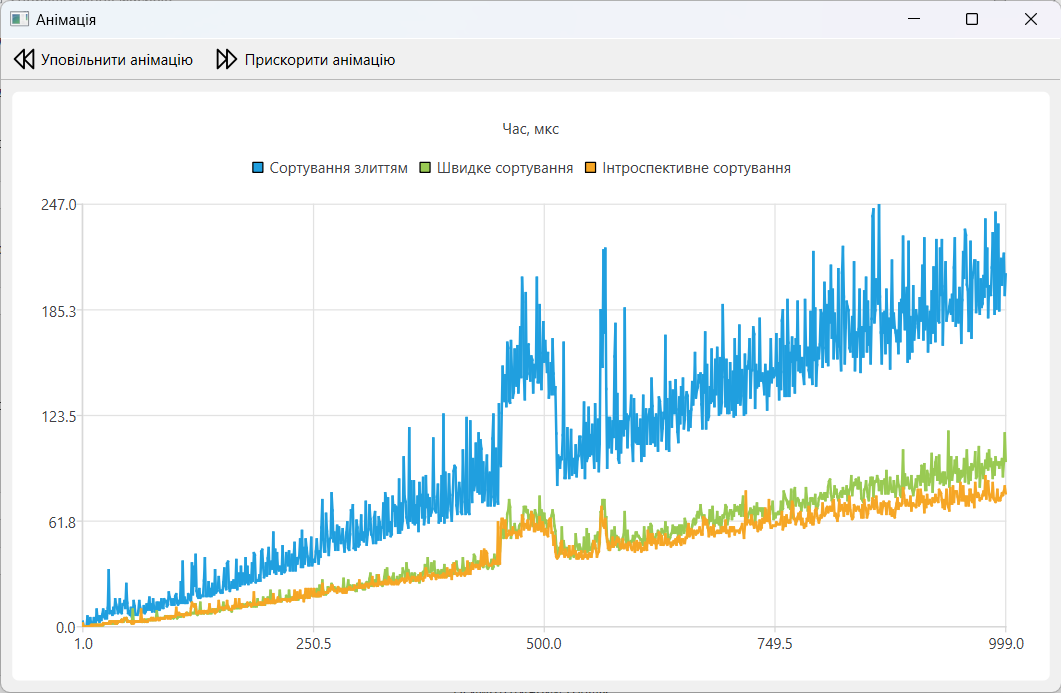 Анімація
Уповільнити анімацію Прискорити анімацію
Час, мкс
Сортування злиттям Швидке сортування Інтроспективне сортування
247.0
185.3
123.5
61.8
0.0
1.0 250.5 500.0 749.5 999.0